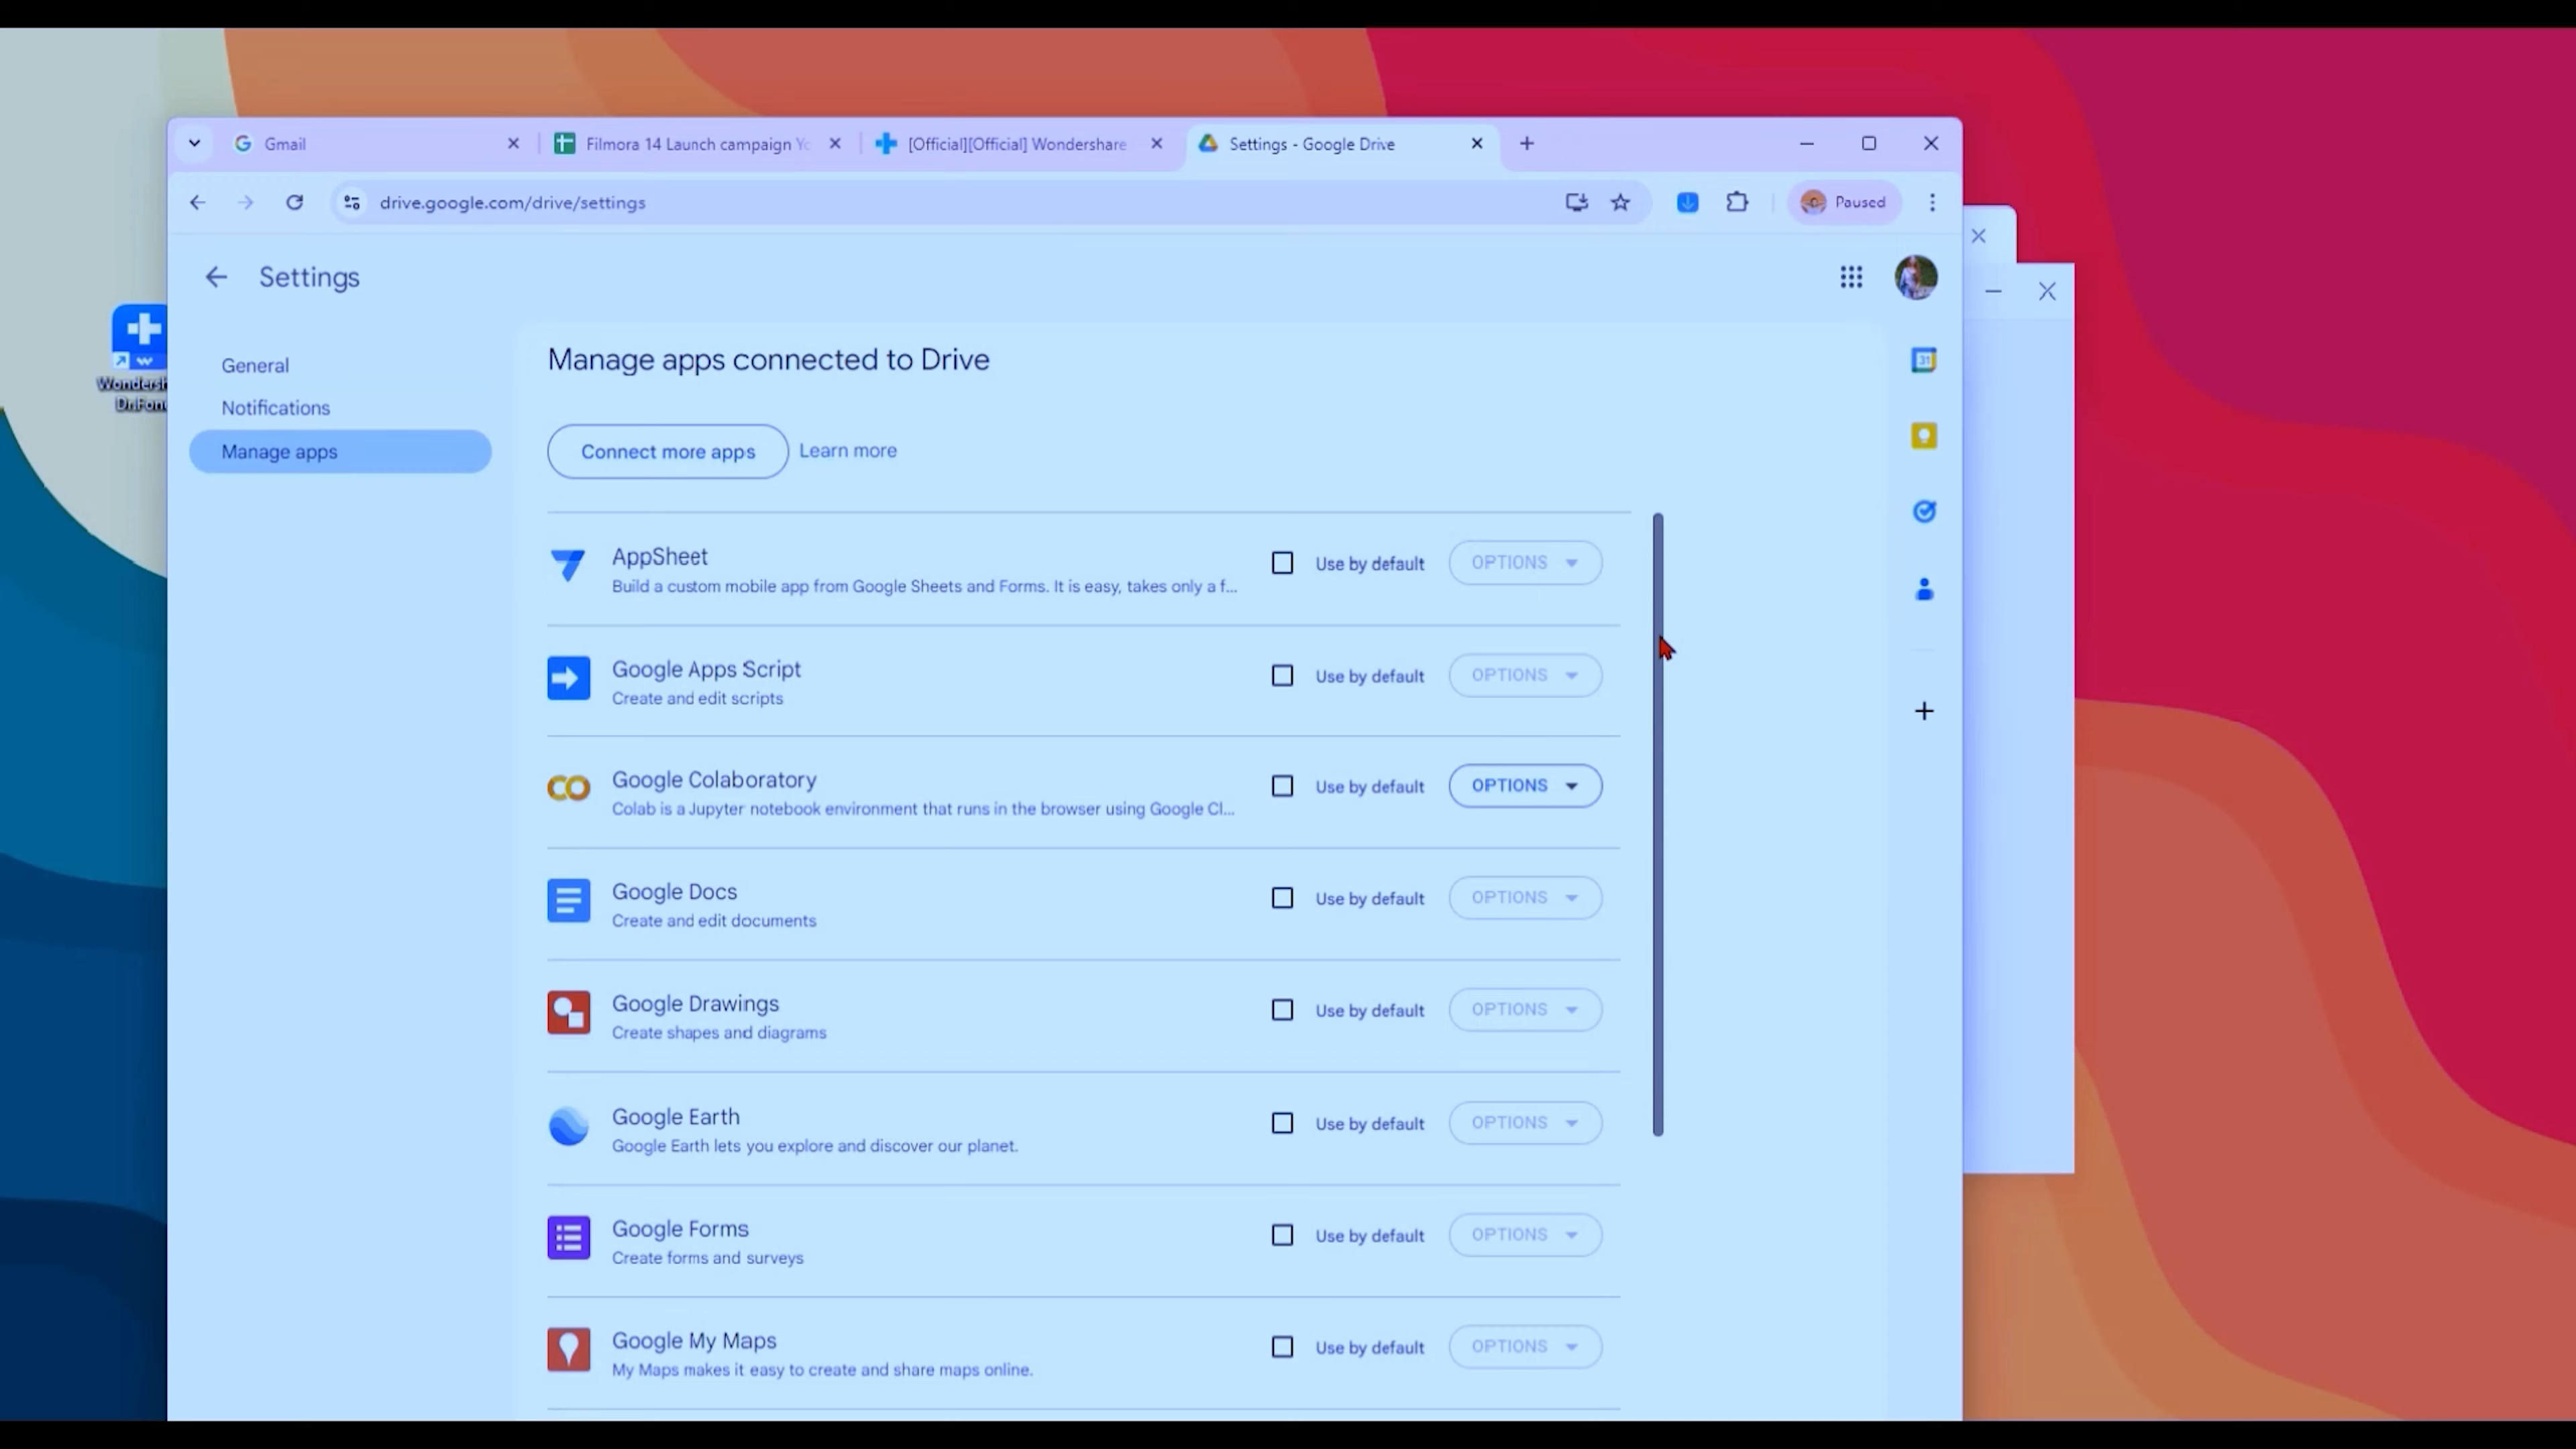 Gmail
Filmora 14 Launch campaign Yo
[Official][Official] Wondershare
Settings - Google Drive
drive.google.com/drive/settings
Paused
Settings
General
Notifications
Manage apps
Wondersh
Dr.Fon
Manage apps connected to Drive
Connect more apps
Learn more
31
AppSheet
Build a custom mobile app from Google Sheets and Forms. It is easy, takes only a f...
Use by default
OPTIONS
Google Apps Script
Create and edit scripts
Use by default
OPTIONS
Google Colaboratory
Colab is a Jupyter notebook environment that runs in the browser using Google Cl...
Use by default
OPTIONS
Google Docs
Create and edit documents
Use by default
OPTIONS
Google Drawings
Create shapes and diagrams
Use by default
OPTIONS
Google Earth
Google Earth lets you explore and discover our planet.
Use by default
OPTIONS
Google Forms
Create forms and surveys
Use by default
OPTIONS
Google My Maps
My Maps makes it easy to create and share maps online.
Use by default
OPTIONS